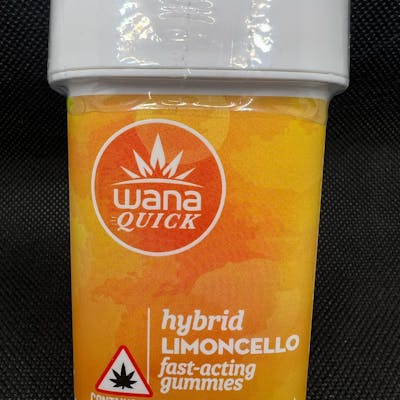 wana
QUICK
hybrid
LIMONCELLO
fast-acting
gummies